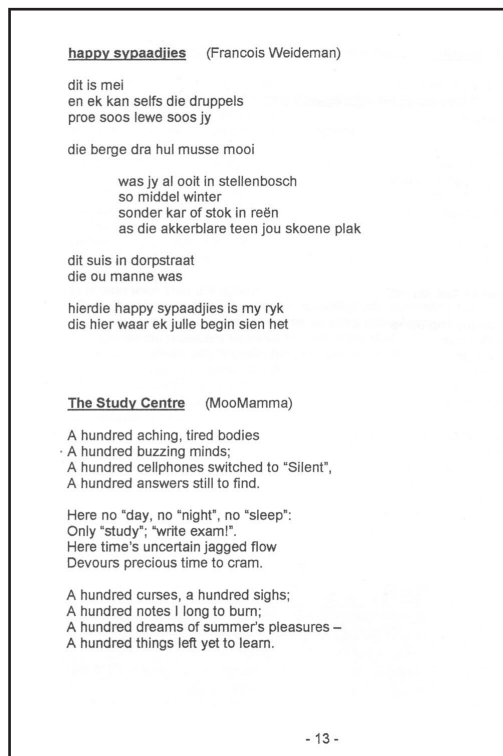 happy sypaadjies (Francois Weideman)
dit is mei
en ek kan selfs die druppels
proe soos lewe soos jy
die berge dra hul musse mooi
was jy al ooit in stellenbosch
so middel winter
sonder kar of stok in reën
as die akkerblare teen jou skoene plak
dit suis in dorpstraat
die ou manne was
hierdie happy sypaadjies is my ryk
dis hier waar ek julle begin sien het
The Study Centre (MooMamma)
A hundred aching, tired bodies
A hundred buzzing minds;
A hundred cellphones switched to “Silent”,
A hundred answers still to find.
Here no “day, no “night”, no “sleep”:
Only “study”; “write exam!”.
Here time's uncertain jagged flow
Devours precious time to cram.
A hundred curses, a hundred sighs;
A hundred notes I long to burn;
A hundred dreams of summer's pleasures –
A hundred things left yet to learn.
- 13 -